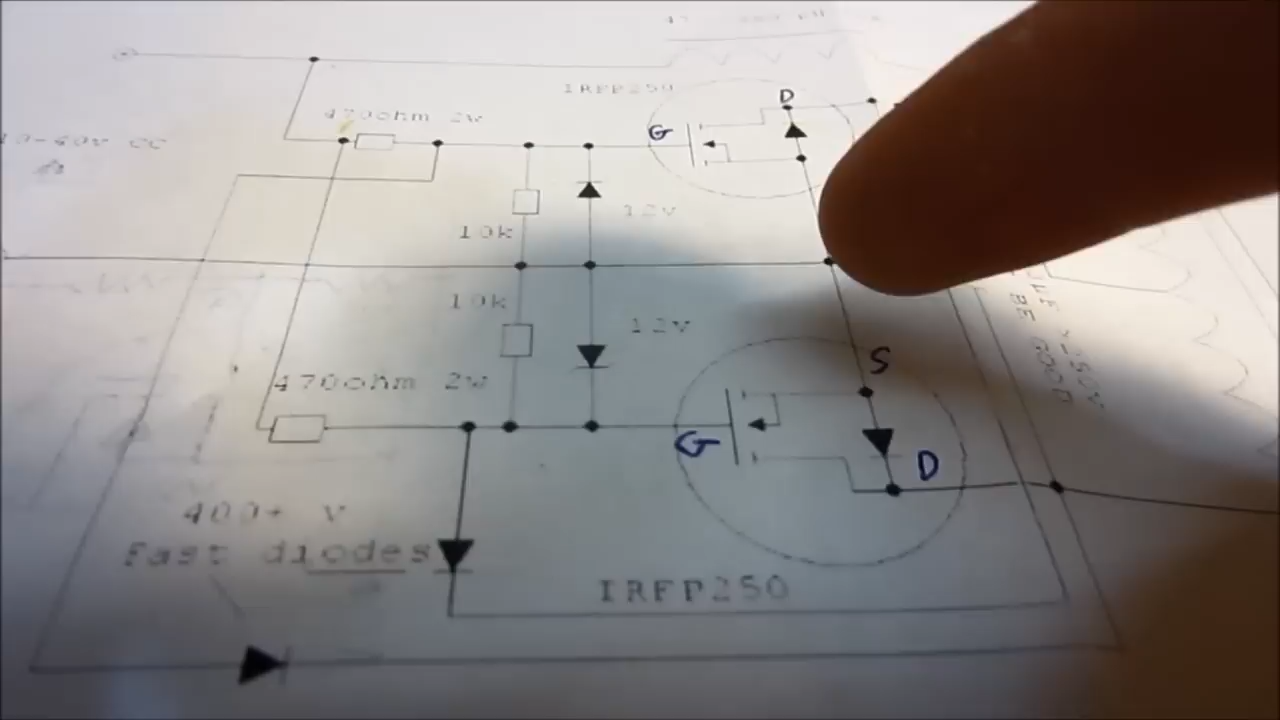 IRFP250
D
470ohm 2w
G
12v
10k
10k
12v
S
470ohm 2w
G
D
400+ v
Fast diodes
IRFP250